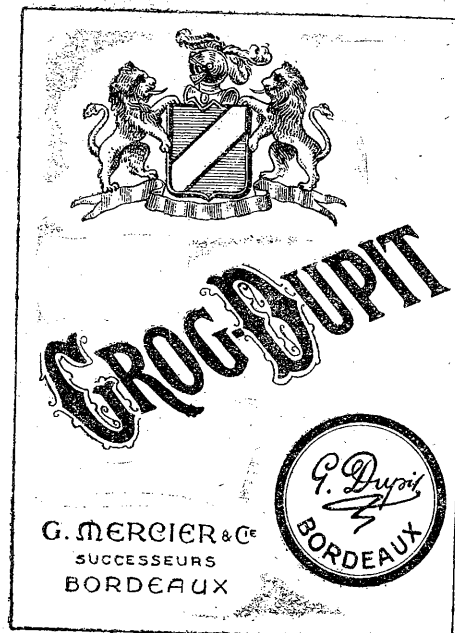 GROG-DUPIT
G. MERCIER & Cie
SUCCESSEURS
BORDEAUX
G. Dupit
BORDEAUX